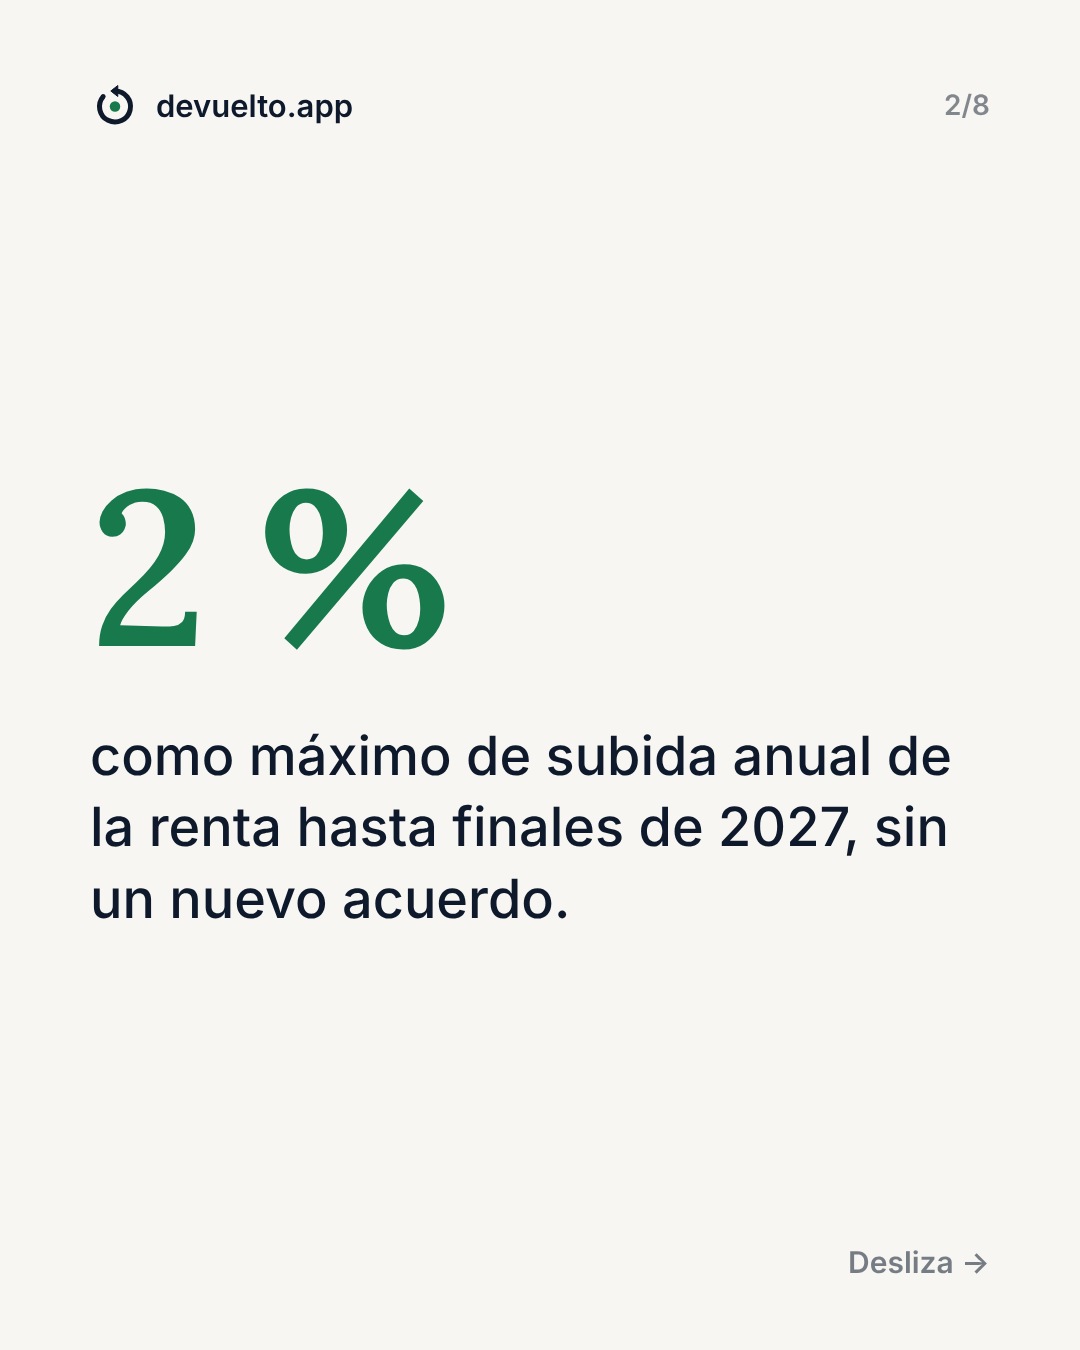 devuelto.app
2/8
2 %
como máximo de subida anual de
la renta hasta finales de 2027, sin
un nuevo acuerdo.
Desliza →